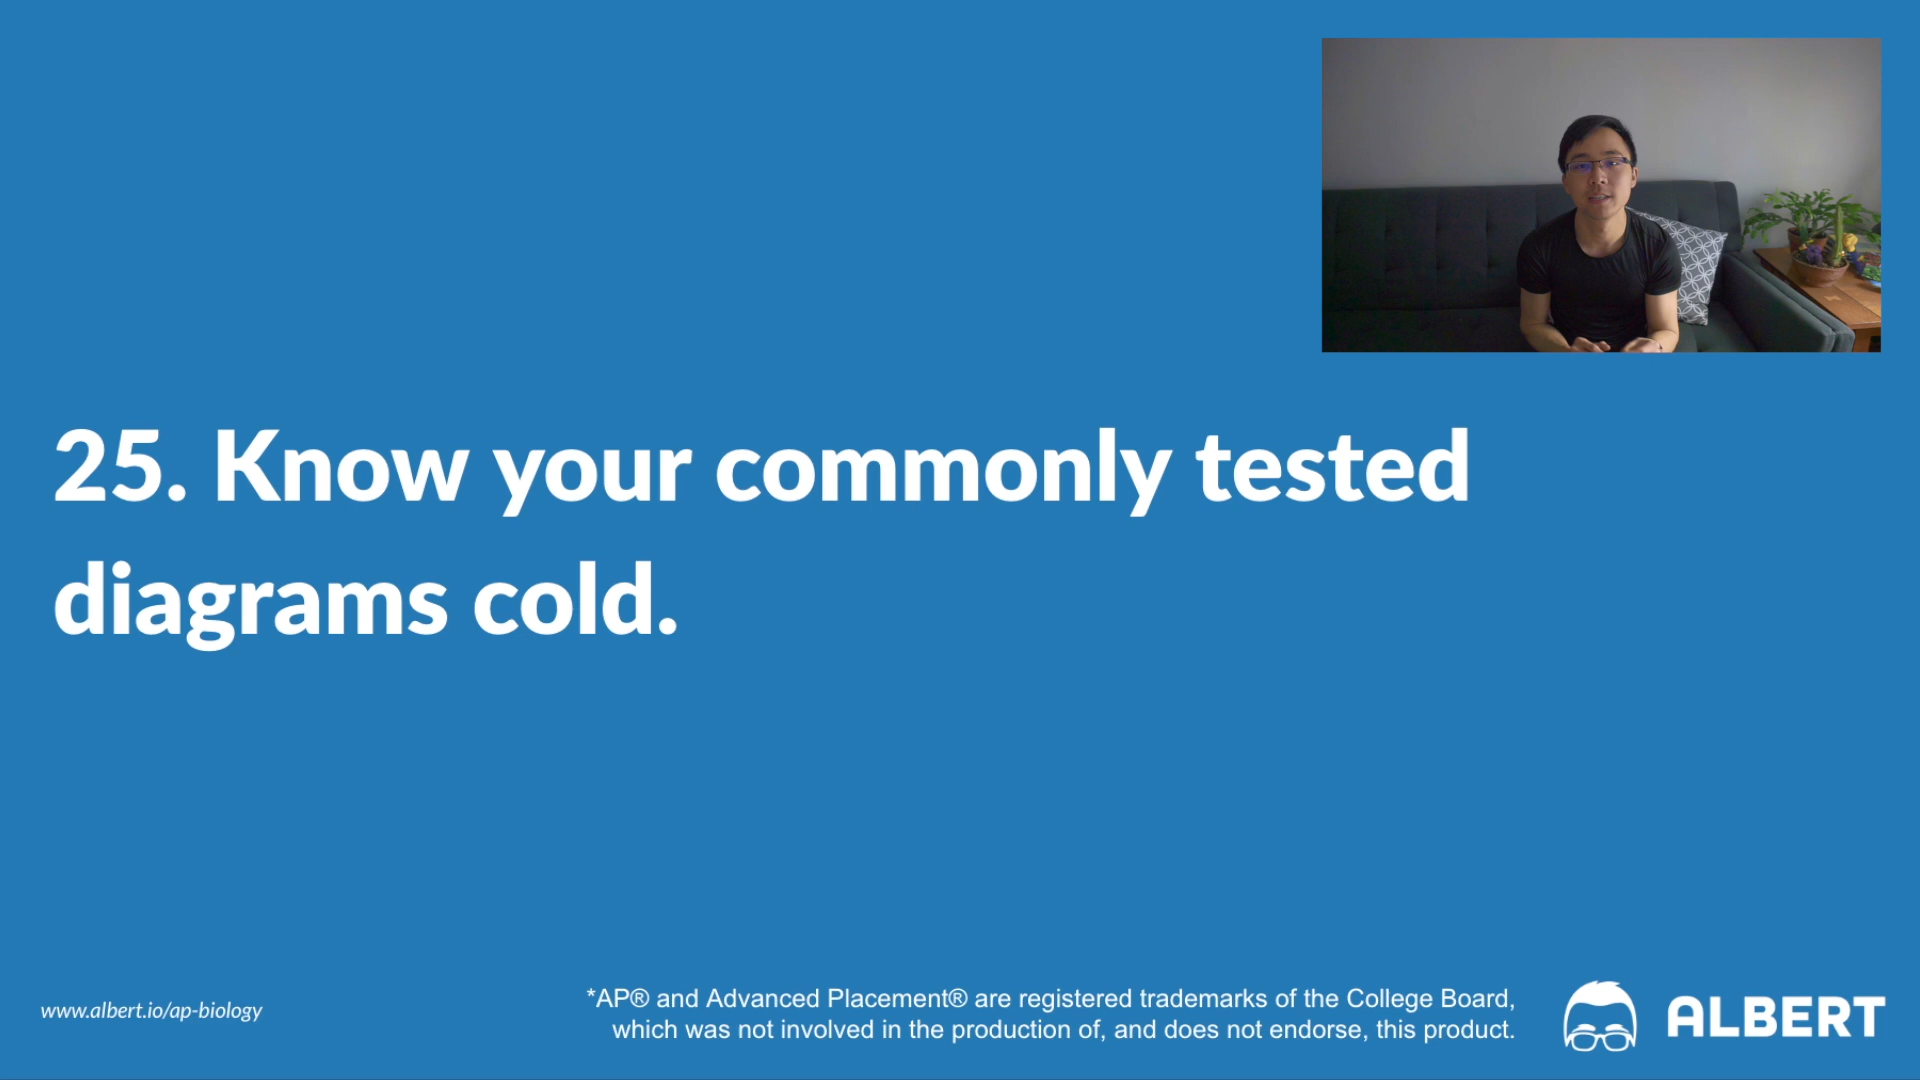 25. Know your commonly tested
diagrams cold.
www.albert.io/ap-biology
*AP® and Advanced Placement® are registered trademarks of the College Board,
which was not involved in the production of, and does not endorse, this product.
ALBERT